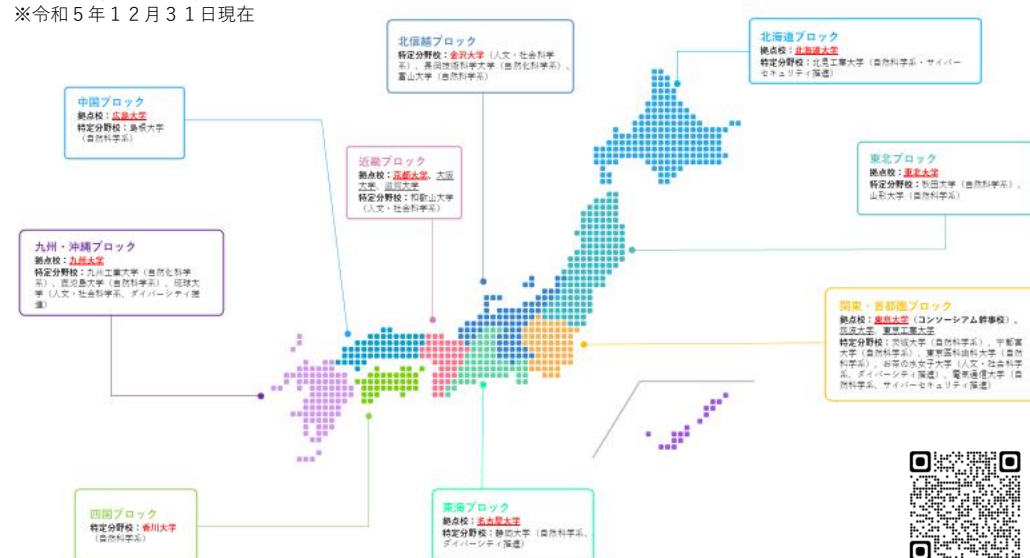 ※令和５年１２月３１日現在
北信越ブロック
特定分野校：金沢大学（人文・社会科学
系）、長岡技術科学大学（自然化科学系）、
富山大学（自然科学系）
北海道ブロック
拠点校：北海道大学
特定分野校：北見工業大学（自然科学系・サイバー
セキュリティ推進）
中国ブロック
拠点校：広島大学
特定分野校：島根大学
（自然科学系）
近畿ブロック
拠点校：京都大学、大阪
大学、滋賀大学
特定分野校：和歌山大学
（人文・社会科学系）
東北ブロック
拠点校：東北大学
特定分野校：秋田大学（自然科学系）、
山形大学（自然科学系）
九州・沖縄ブロック
拠点校：九州大学
特定分野校：九州工業大学（自然化科学
系）、鹿児島大学（自然科学系）、琉球大
学（人文・社会科学系、ダイバーシティ推
進）
関東・首都圏ブロック
拠点校：東京大学（コンソーシアム幹事校）、
筑波大学、東京工業大学
特定分野校：茨城大学（自然科学系）、宇都宮
大学（自然科学系）、東京医科歯科大学（自然
科学系）、お茶の水女子大学（人文・社会科学
系、ダイバーシティ推進）、電気通信大学（自
然科学系、サイバーセキュリティ推進）
四国ブロック
特定分野校：香川大学
（自然科学系）
東海ブロック
拠点校：名古屋大学
特定分野校：静岡大学（自然科学系、
ダイバーシティ推進）